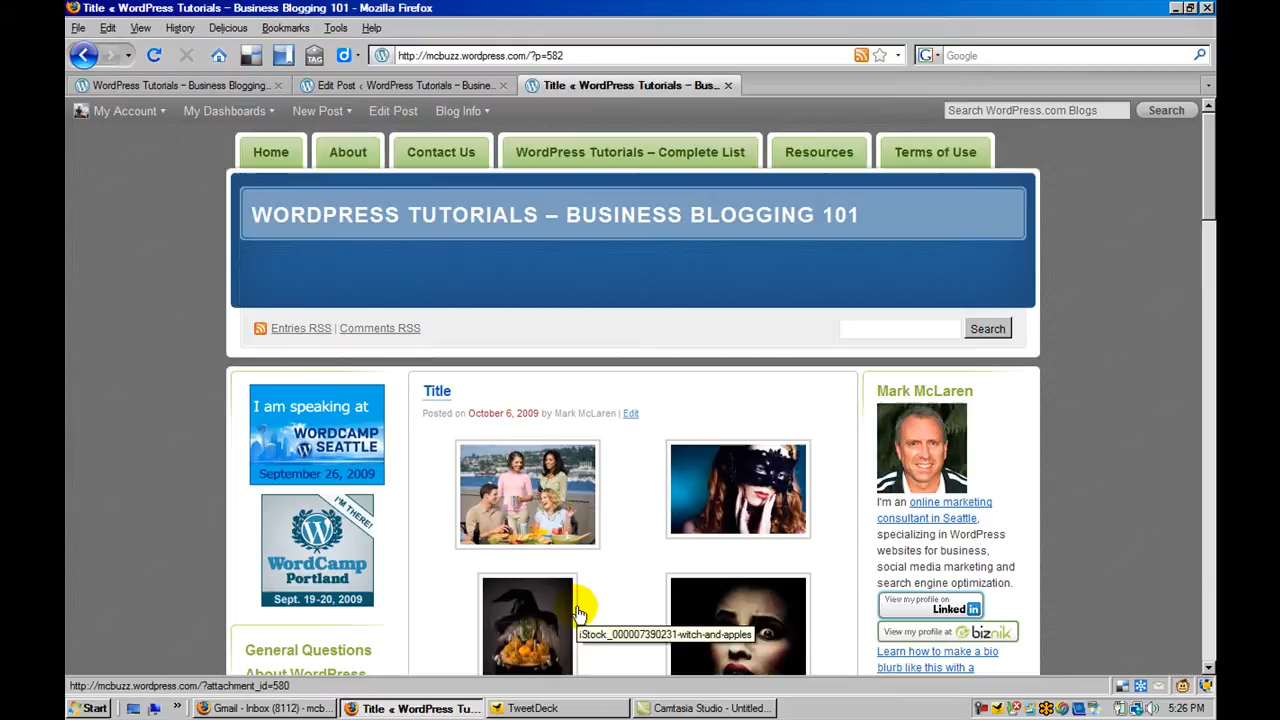 Title « WordPress Tutorials – Business Blogging 101 - Mozilla Firefox
File Edit View History Delicious Bookmarks Tools Help
TAG http://mcbuzz.wordpress.com/?p=582 Google
WordPress Tutorials – Business Blogging... Edit Post ‹ WordPress Tutorials – Busine... Title « WordPress Tutorials – Bus...
My Account My Dashboards New Post Edit Post Blog Info Search WordPress.com Blogs Search
Home About Contact Us WordPress Tutorials – Complete List Resources Terms of Use
WORDPRESS TUTORIALS – BUSINESS BLOGGING 101
Entries RSS | Comments RSS Search
I am speaking at
WORDCAMP
SEATTLE
September 26, 2009
I'M THERE!
WordCamp
Portland
Sept. 19-20, 2009
General Questions
About WordPress
Title
Posted on October 6, 2009 by Mark McLaren | Edit
iStock_000007390231-witch-and-apples
Mark McLaren
I'm an online marketing
consultant in Seattle,
specializing in WordPress
websites for business,
social media marketing and
search engine optimization.
View my profile on
Linked in
View my profile at biznik
Learn how to make a bio
blurb like this with a
http://mcbuzz.wordpress.com/?attachment_id=580
Start Gmail - Inbox (8112) - mcb... Title « WordPress Tu... TweetDeck Camtasia Studio - Untitled... 5:26 PM